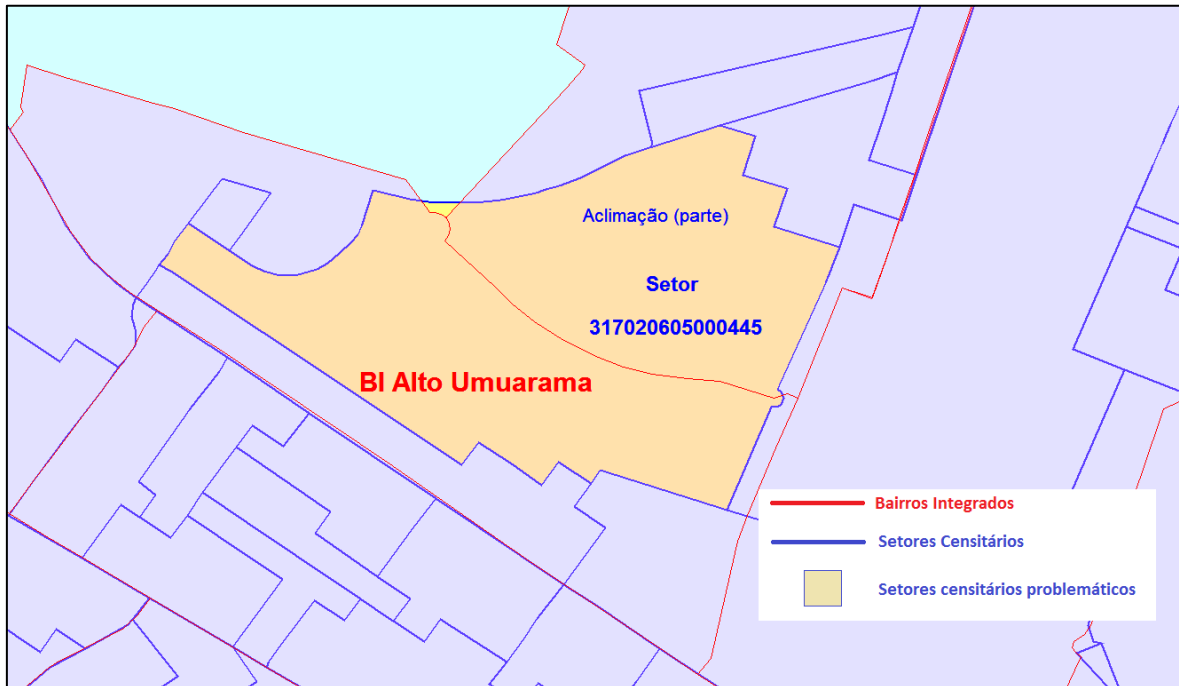 Aclimação (parte)
Setor
317020605000445
BI Alto Umuarama
Bairros Integrados
Setores Censitários
Setores censitários problemáticos